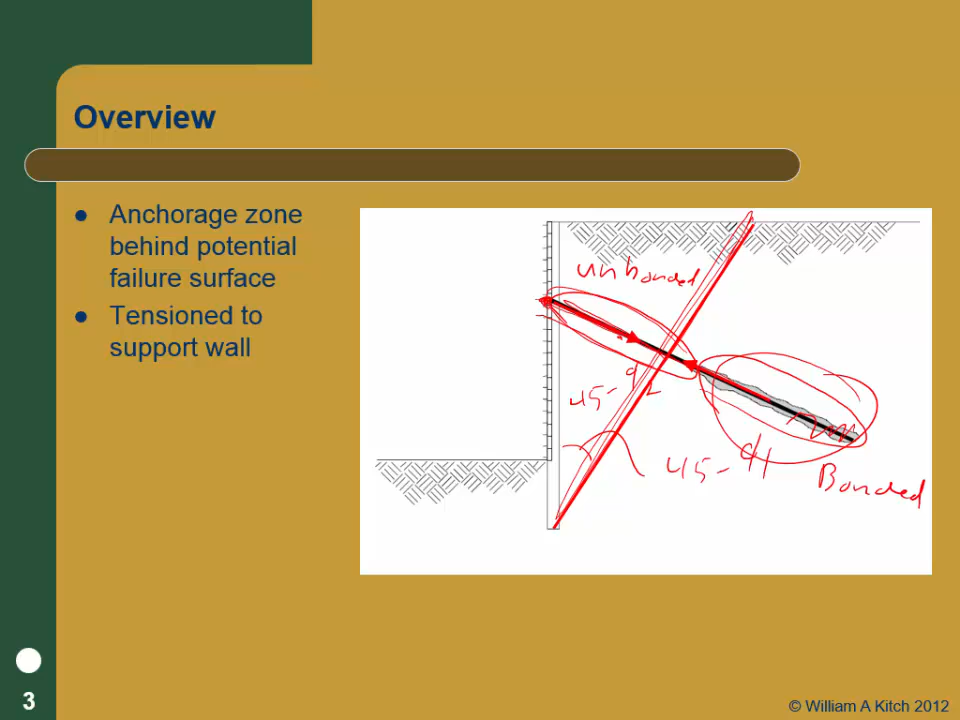 Overview
● Anchorage zone
behind potential
failure surface
● Tensioned to
support wall
unbonded
45-
45-
Bonded
3
© William A Kitch 2012